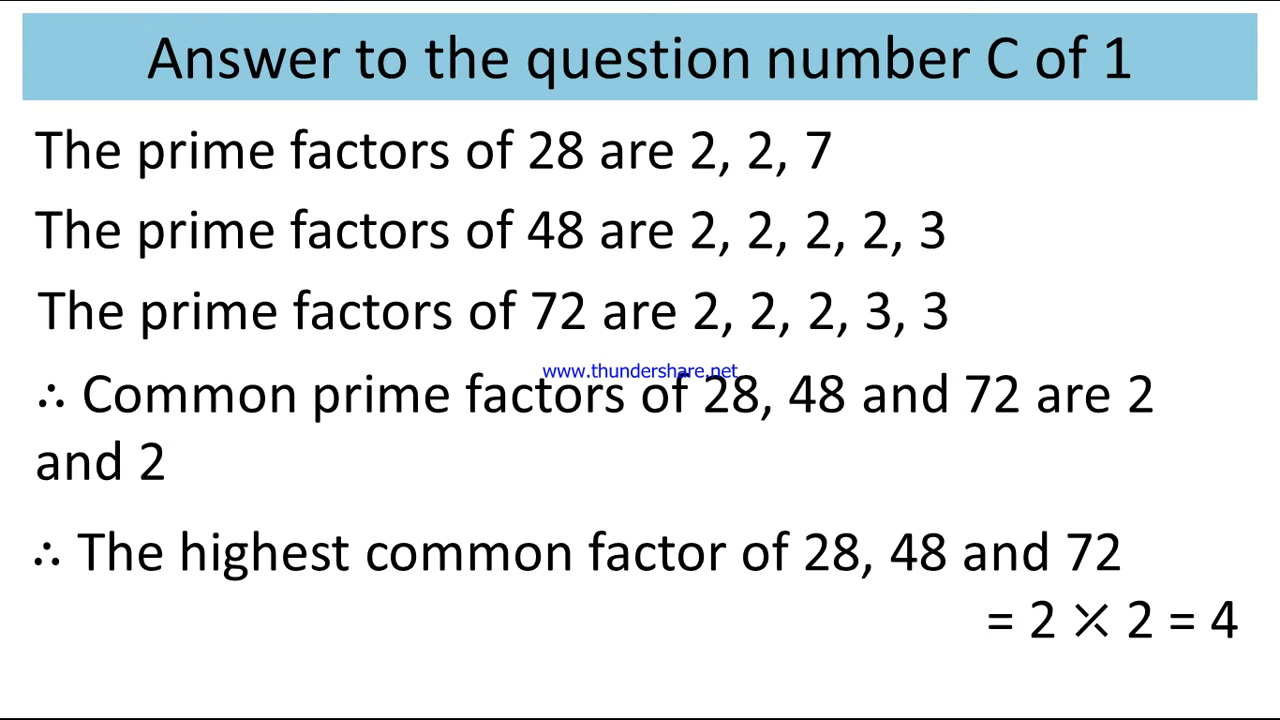 Answer to the question number C of 1
The prime factors of 28 are 2, 2, 7
The prime factors of 48 are 2, 2, 2, 2, 3
The prime factors of 72 are 2, 2, 2, 3, 3
www.thundershare.net
∴ Common prime factors of 28, 48 and 72 are 2
and 2
∴ The highest common factor of 28, 48 and 72
= 2 × 2 = 4